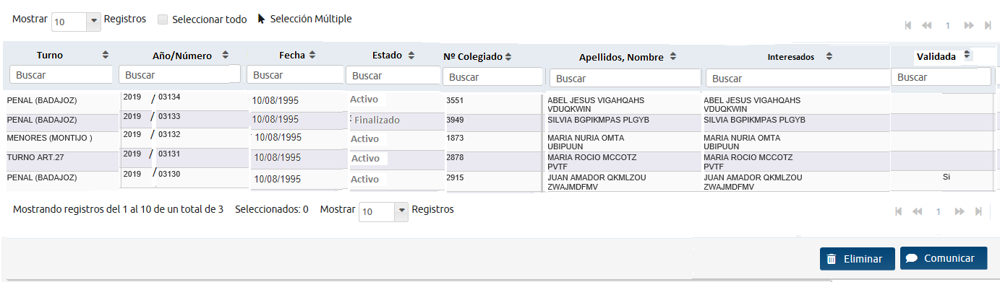 Mostrar 10 Registros Seleccionar todo Selección Múltiple 1
Turno Año/Número Fecha Estado Nº Colegiado Apellidos, Nombre Interesados Validada
Buscar Buscar Buscar Buscar Buscar Buscar Buscar Buscar
PENAL (BADAJOZ) 2019 / 03134 10/08/1995 Activo 3551 ABEL JESUS VIGAHQAHS ABEL JESUS VIGAHQAHS
VDUQKWIN VDUQKWIN
PENAL (BADAJOZ) 2019 / 03133 10/08/1995 Finalizado 3949 SILVIA BGPIKMPAS PLGYB SILVIA BGPIKMPAS PLGYB
MENORES (MONTIJO ) 2019 / 03132 10/08/1995 Activo 1873 MARIA NURIA OMTA MARIA NURIA OMTA
UBIPUUN UBIPUUN
TURNO ART.27 2019 / 03131 10/08/1995 Activo 2878 MARIA ROCIO MCCOTZ MARIA ROCIO MCCOTZ
PVTF PVTF
PENAL (BADAJOZ) 2019 / 03130 10/08/1995 Activo 2915 JUAN AMADOR QKMLZOU JUAN AMADOR QKMLZOU Si
ZWAJMDFMV ZWAJMDFMV
Mostrando registros del 1 al 10 de un total de 3 Seleccionados: 0 Mostrar 10 Registros 1
Eliminar Comunicar